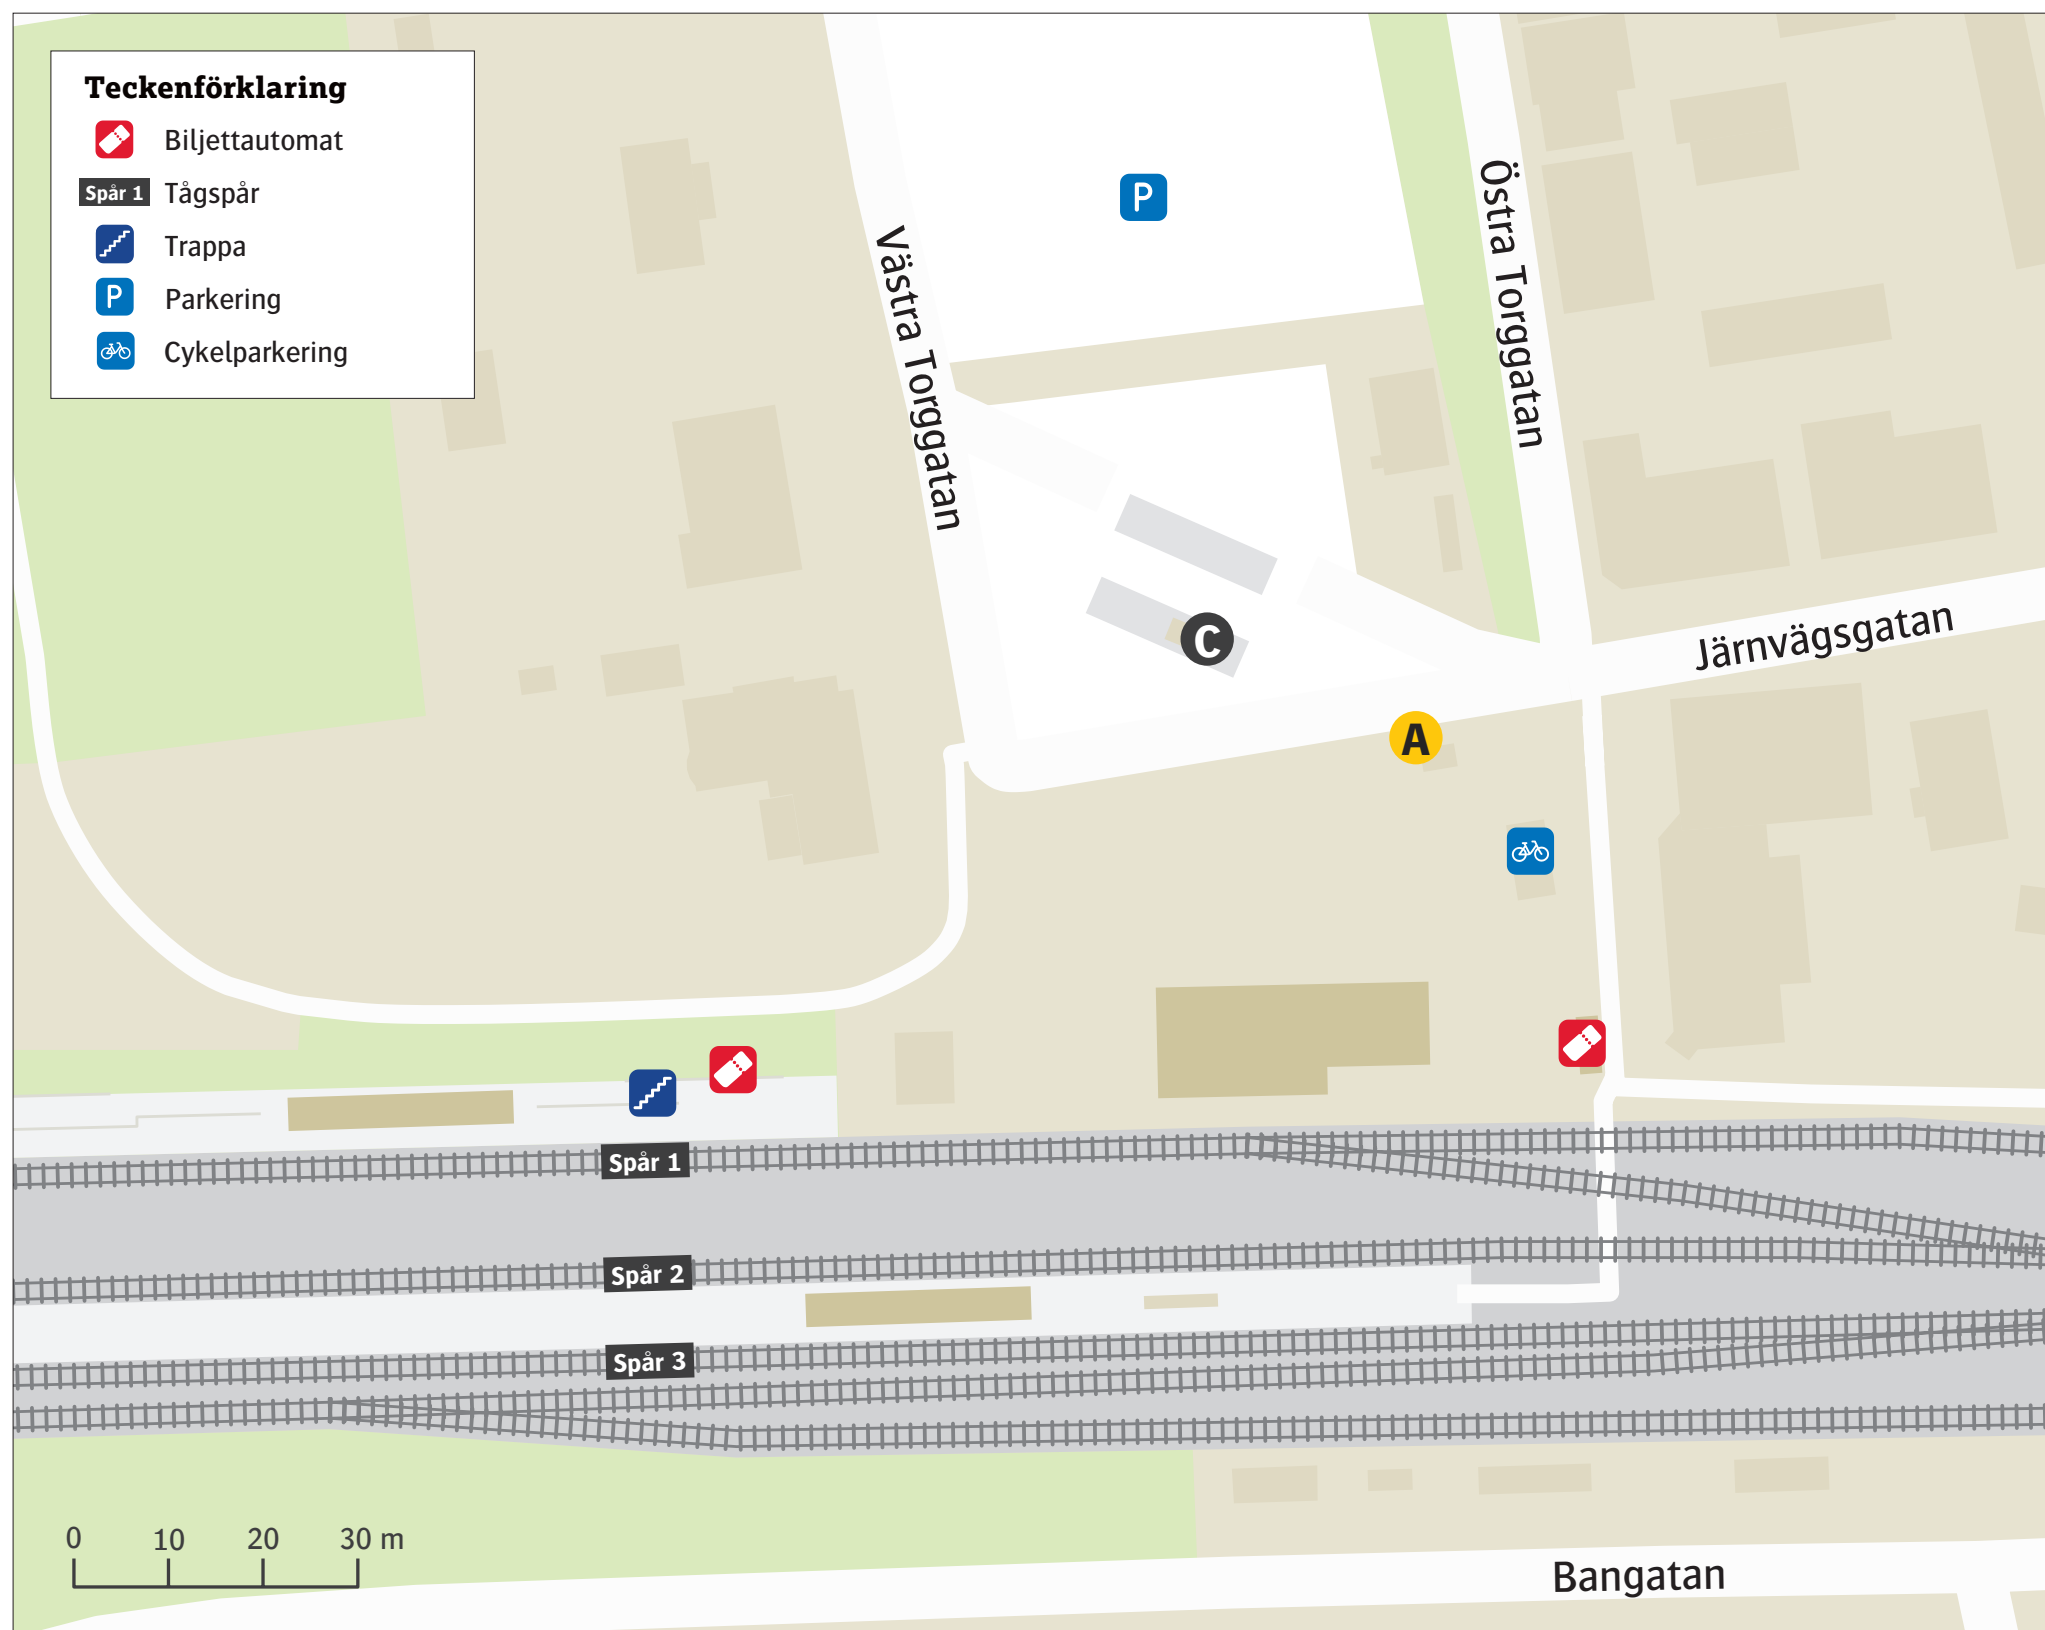 Teckenförklaring
Biljettautomat
Spår 1 Tågspår
Trappa
P Parkering
Cykelparkering
P
Västra Torggatan
Östra Torggatan
Järnvägsgatan
C
A
Spår 1
Spår 2
Spår 3
0 10 20 30 m
Bangatan